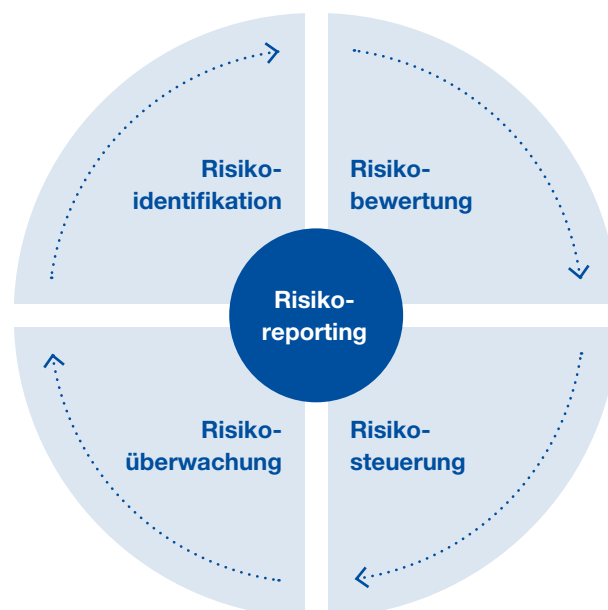 Risiko-
identifikation
Risiko-
bewertung
Risiko-
reporting
Risiko-
überwachung
Risiko-
steuerung